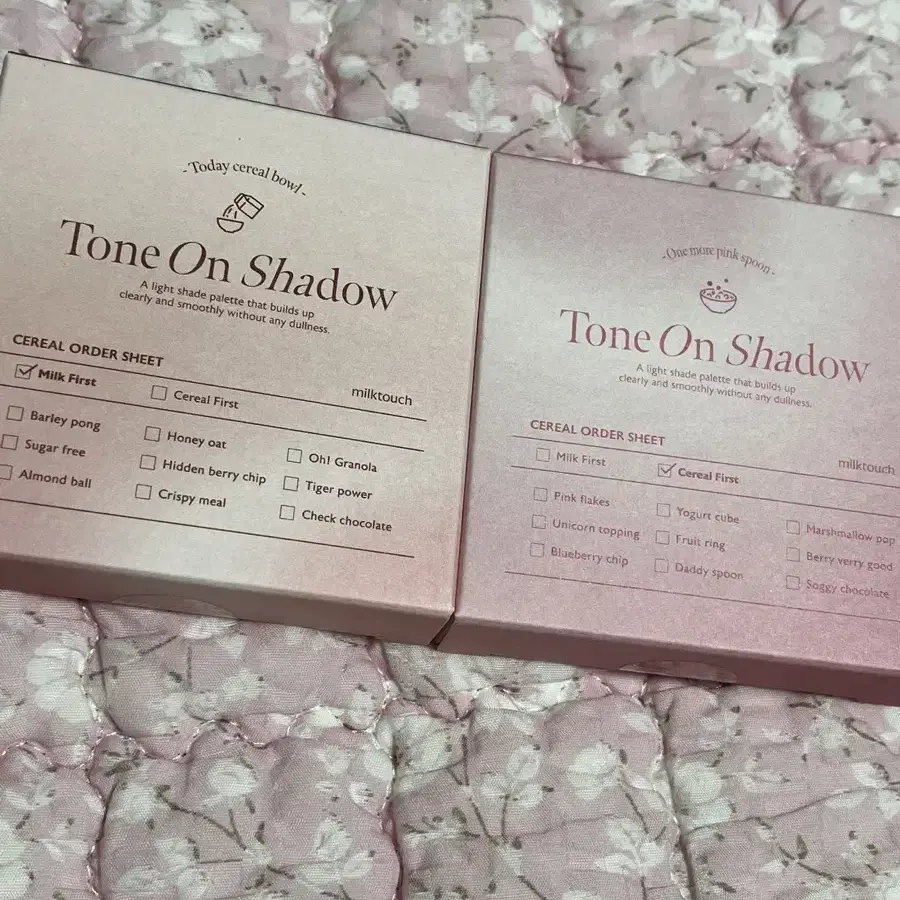 -Today cereal bowl-
Tone On Shadow
A light shade palette that builds up
clearly and smoothly without any dullness.
CEREAL ORDER SHEET
milktouch
Milk First
Cereal First
Barley pong
Honey oat
Oh! Granola
Sugar free
Hidden berry chip
Tiger power
Almond ball
Crispy meal
Check chocolate
-One more pink spoon-
Tone On Shadow
A light shade palette that builds up
clearly and smoothly without any dullness.
CEREAL ORDER SHEET
milktouch
Milk First
Cereal First
Pink flakes
Yogurt cube
Marshmallow pop
Unicorn topping
Fruit ring
Berry verry good
Blueberry chip
Daddy spoon
Soggy chocolate